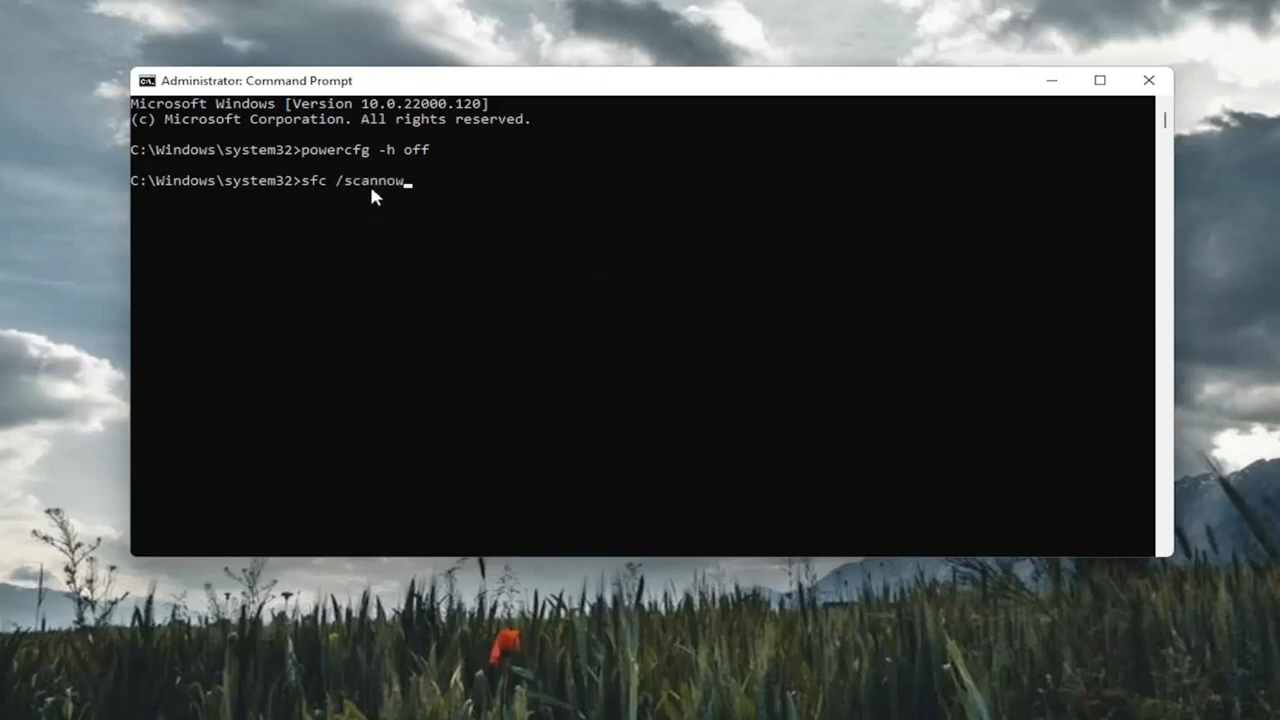 Administrator: Command Prompt
Microsoft Windows [Version 10.0.22000.120]
(c) Microsoft Corporation. All rights reserved.
C:\Windows\system32>powercfg -h off
C:\Windows\system32>sfc /scannow